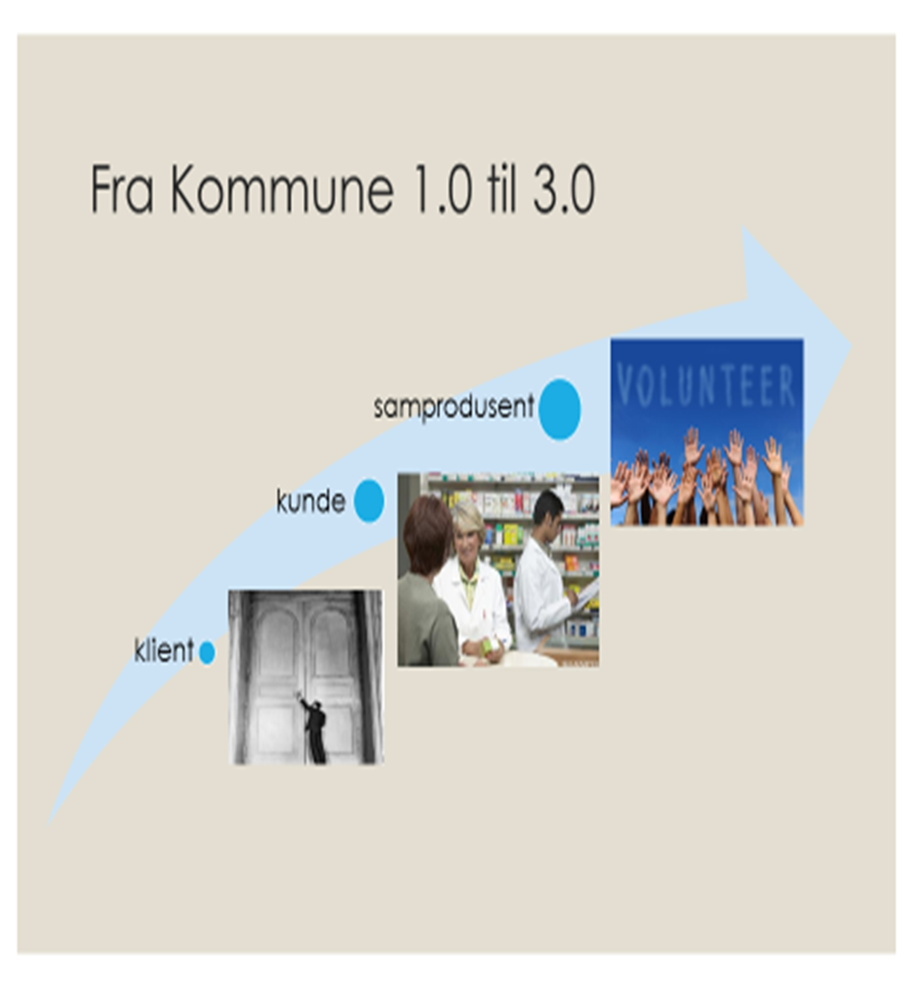 Fra Kommune 1.0 til 3.0
VOLUNTEER
samprodusent
kunde
klient